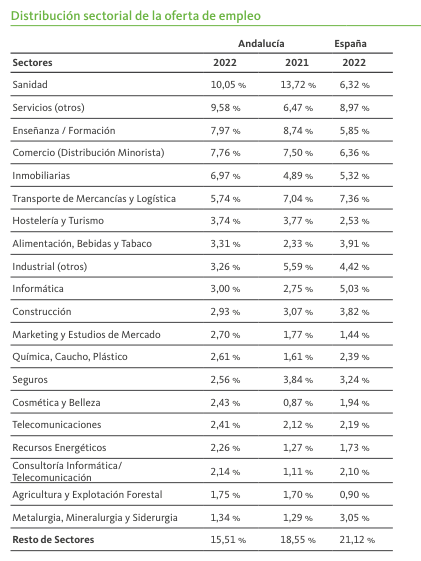 Distribución sectorial de la oferta de empleo
Andalucía España
Sectores 2022 2021 2022
Sanidad 10,05 % 13,72 % 6,32 %
Servicios (otros) 9,58 % 6,47 % 8,97 %
Enseñanza / Formación 7,97 % 8,74 % 5,85 %
Comercio (Distribución Minorista) 7,76 % 7,50 % 6,36 %
Inmobiliarias 6,97 % 4,89 % 5,32 %
Transporte de Mercancías y Logística 5,74 % 7,04 % 7,36 %
Hostelería y Turismo 3,74 % 3,77 % 2,53 %
Alimentación, Bebidas y Tabaco 3,31 % 2,33 % 3,91 %
Industrial (otros) 3,26 % 5,59 % 4,42 %
Informática 3,00 % 2,75 % 5,03 %
Construcción 2,93 % 3,07 % 3,82 %
Marketing y Estudios de Mercado 2,70 % 1,77 % 1,44 %
Química, Caucho, Plástico 2,61 % 1,61 % 2,39 %
Seguros 2,56 % 3,84 % 3,24 %
Cosmética y Belleza 2,43 % 0,87 % 1,94 %
Telecomunicaciones 2,41 % 2,12 % 2,19 %
Recursos Energéticos 2,26 % 1,27 % 1,73 %
Consultoría Informática/
Telecomunicación 2,14 % 1,11 % 2,10 %
Agricultura y Explotación Forestal 1,75 % 1,70 % 0,90 %
Metalurgia, Mineralurgia y Siderurgia 1,34 % 1,29 % 3,05 %
Resto de Sectores 15,51 % 18,55 % 21,12 %